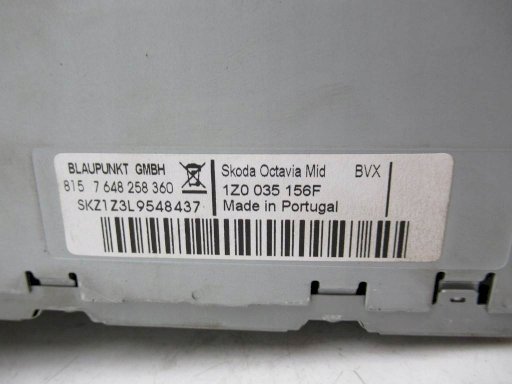 BLAUPUNKT GMBH
815 7 648 258 360
SKZ1Z3L9548437
Skoda Octavia Mid BVX
1Z0 035 156F
Made in Portugal